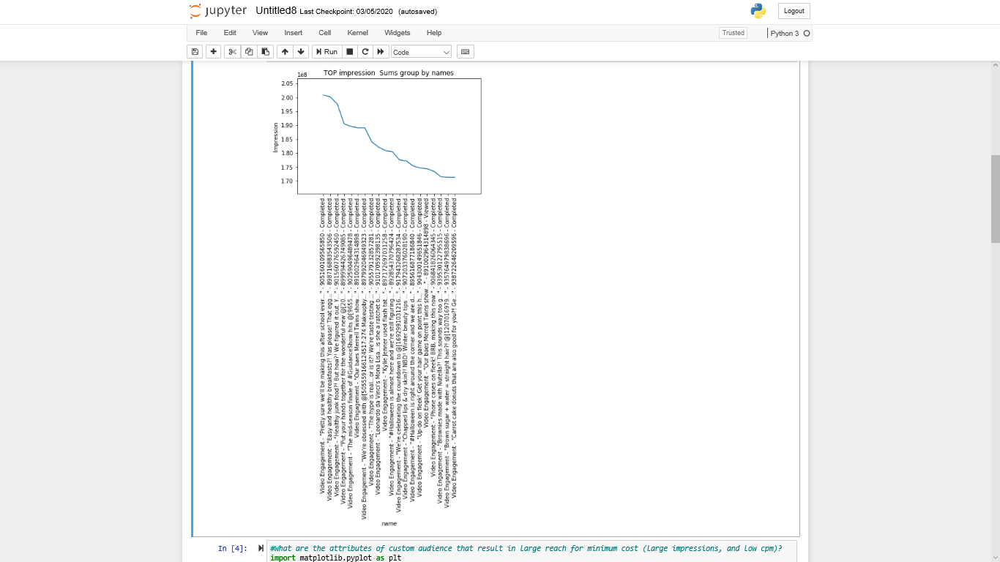 jupyter Untitled8 Last Checkpoint: 03/05/2020 (autosaved)
Logout
File Edit View Insert Cell Kernel Widgets Help
Trusted
Python 3
Run
Code
1e8
TOP impression Sums group by names
2.05
2.00
1.95
1.90
1.85
1.80
1.75
1.70
Impression
Video Engagement - "Pretty sure we'll be making this after school ever..." - 905160109565850 - Completed
Video Engagement - "Easy and healthy breakfasts?! Yas please! That egg..." - 898716883543506 - Completed
Video Engagement - "Healthy junk food?! But how?! We figured it out. Y..." - 901560776592450 - Completed
Video Engagement - "Put your hands together for the wonderful new @[20..." - 899994426749085 - Completed
Video Engagement - "The mid-season finale of #GuidanceShow hits @[9655..." - 902590496489478 - Completed
Video Engagement - "Our baes Merrell Twins show..." - 891002964314898 - Completed
Video Engagement - "We're obsessed with @[505559166124517:274:Makeupby..." - 897992046949323 - Completed
Video Engagement - "The hype is real...or is it?! We're taste testing ..." - 905579132857281 - Completed
Video Engagement - "Leonardo da Vinci's Mona Lisa...is she a ratchet b..." - 910170592398135 - Completed
Video Engagement - "Kylie Jenner used flash tat..." - 897172697031258 - Completed
Video Engagement - "#Halloween is almost here and we're still figuring..." - 892854370796424 - Completed
Video Engagement - "We're celebrating the countdown to @[1692991031216..." - 917943268287534 - Completed
Video Engagement - "Chapped lips & dry skin?! NBD! Winter beauty tips ..." - 907203376028190 - Completed
Video Engagement - "#Halloween is right around the corner and we are d..." - 895616877186840 - Completed
Video Engagement - "Up-do on fleek! Get your hair game on point this h..." - 904300149651846 - Completed
Video Engagement - "Our baes Merrell Twins show..." - 891002964314898 - Viewed
Video Engagement - "Phone cases on fleek! BRB, making this now." - 906841826064345 - Completed
Video Engagement - "Brownies made with Nutella?! This sounds way too g..." - 939530122795515 - Completed
Video Engagement - "Brown sugar + water = straight hair?! @[1207016979..." - 935764979838696 - Completed
Video Engagement - "Carrot cake donuts that are also good for you?! Ge..." - 938722646209596 - Completed
name
In [4]:
#What are the attributes of custom audience that result in large reach for minimum cost (large impressions, and low cpm)?
import matplotlib.pyplot as plt